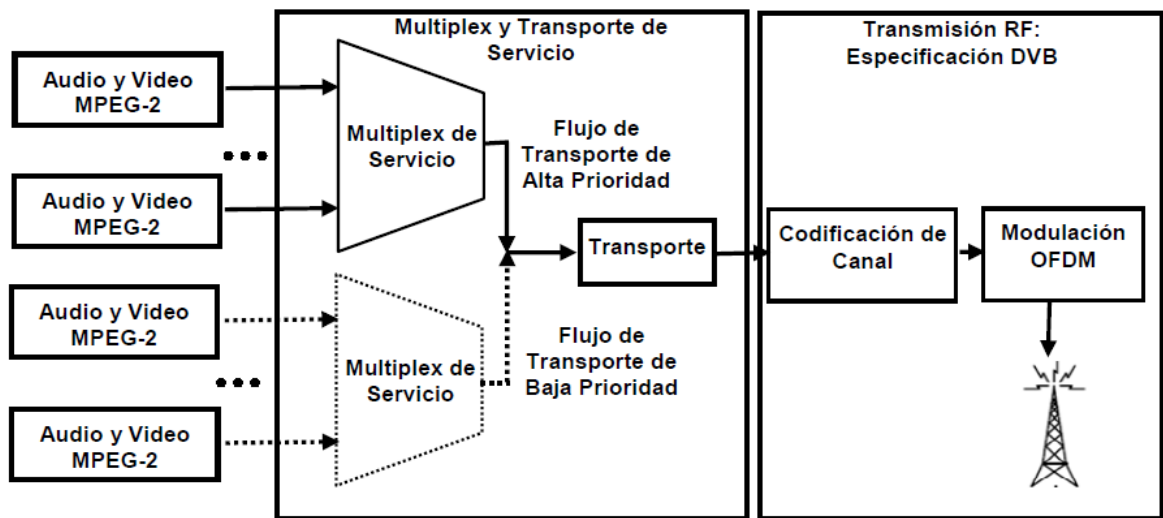 Multiplex y Transporte de
Servicio
Transmisión RF:
Especificación DVB
Audio y Video
MPEG-2
Audio y Video
MPEG-2
Audio y Video
MPEG-2
Audio y Video
MPEG-2
Multiplex de
Servicio
Flujo de
Transporte de
Alta Prioridad
Multiplex de
Servicio
Flujo de
Transporte de
Baja Prioridad
Transporte
Codificación de
Canal
Modulación
OFDM